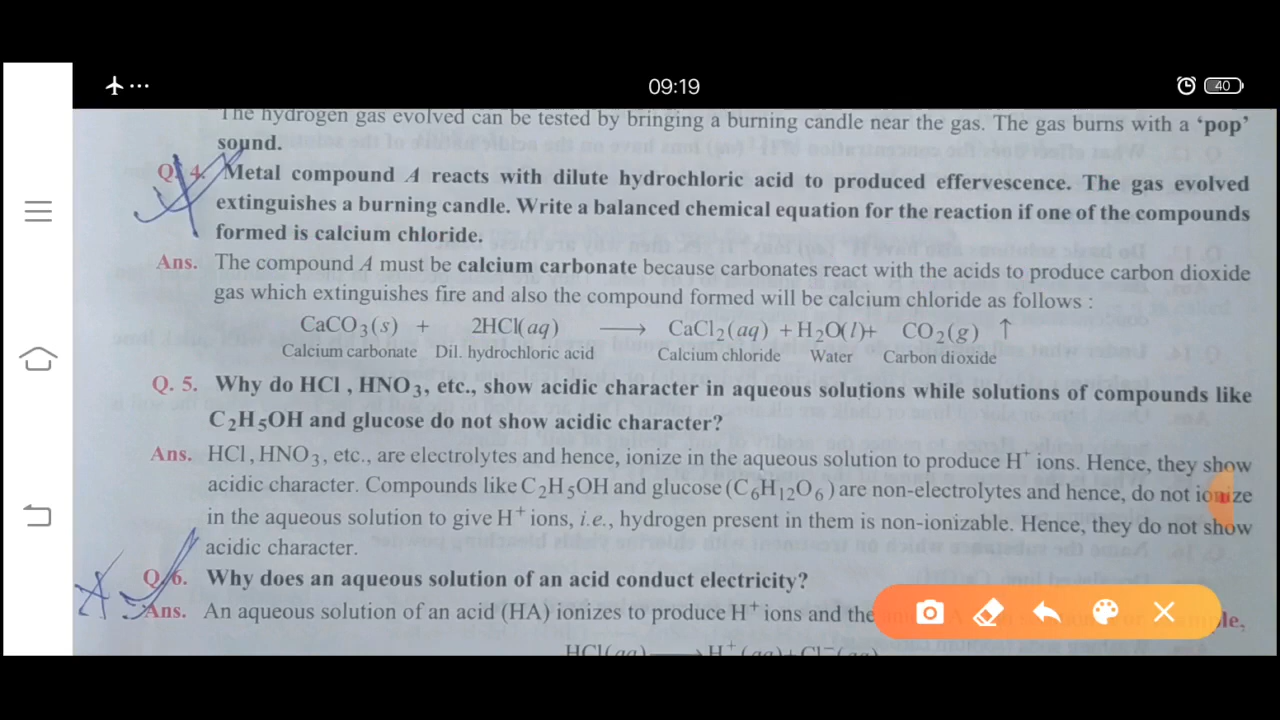 09:19
40
The hydrogen gas evolved can be tested by bringing a burning candle near the gas. The gas burns with a ‘pop’
sound.
Q. 4. Metal compound A reacts with dilute hydrochloric acid to produced effervescence. The gas evolved
extinguishes a burning candle. Write a balanced chemical equation for the reaction if one of the compounds
formed is calcium chloride.
Ans. The compound A must be calcium carbonate because carbonates react with the acids to produce carbon dioxide
gas which extinguishes fire and also the compound formed will be calcium chloride as follows :
CaCO₃(s) + 2HCl(aq) ⟶ CaCl₂(aq) + H₂O(l) + CO₂(g) ↑
Calcium carbonate Dil. hydrochloric acid Calcium chloride Water Carbon dioxide
Q. 5. Why do HCl, HNO₃, etc., show acidic character in aqueous solutions while solutions of compounds like
C₂H₅OH and glucose do not show acidic character?
Ans. HCl, HNO₃, etc., are electrolytes and hence, ionize in the aqueous solution to produce H⁺ ions. Hence, they show
acidic character. Compounds like C₂H₅OH and glucose (C₆H₁₂O₆) are non-electrolytes and hence, do not ionize
in the aqueous solution to give H⁺ ions, i.e., hydrogen present in them is non-ionizable. Hence, they do not show
acidic character.
Q. 6. Why does an aqueous solution of an acid conduct electricity?
Ans. An aqueous solution of an acid (HA) ionizes to produce H⁺ ions and the
HCl(aq) ⟶ H⁺(aq) + Cl⁻(aq)